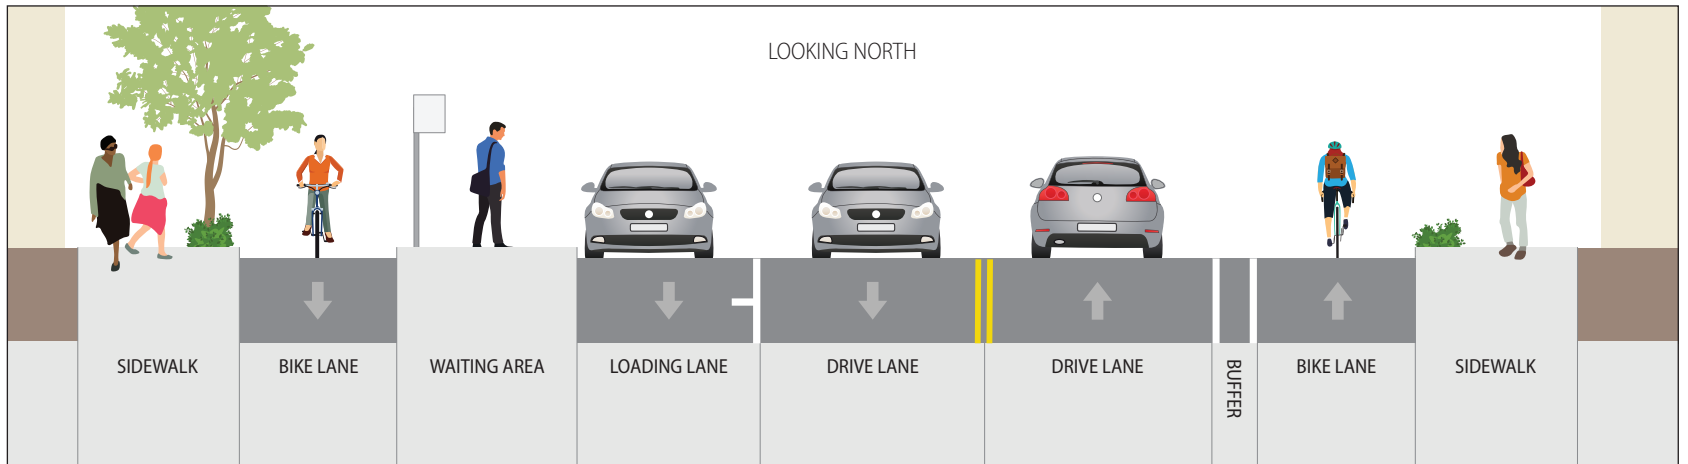 LOOKING NORTH
SIDEWALK
BIKE LANE
WAITING AREA
LOADING LANE
DRIVE LANE
DRIVE LANE
BUFFER
BIKE LANE
SIDEWALK